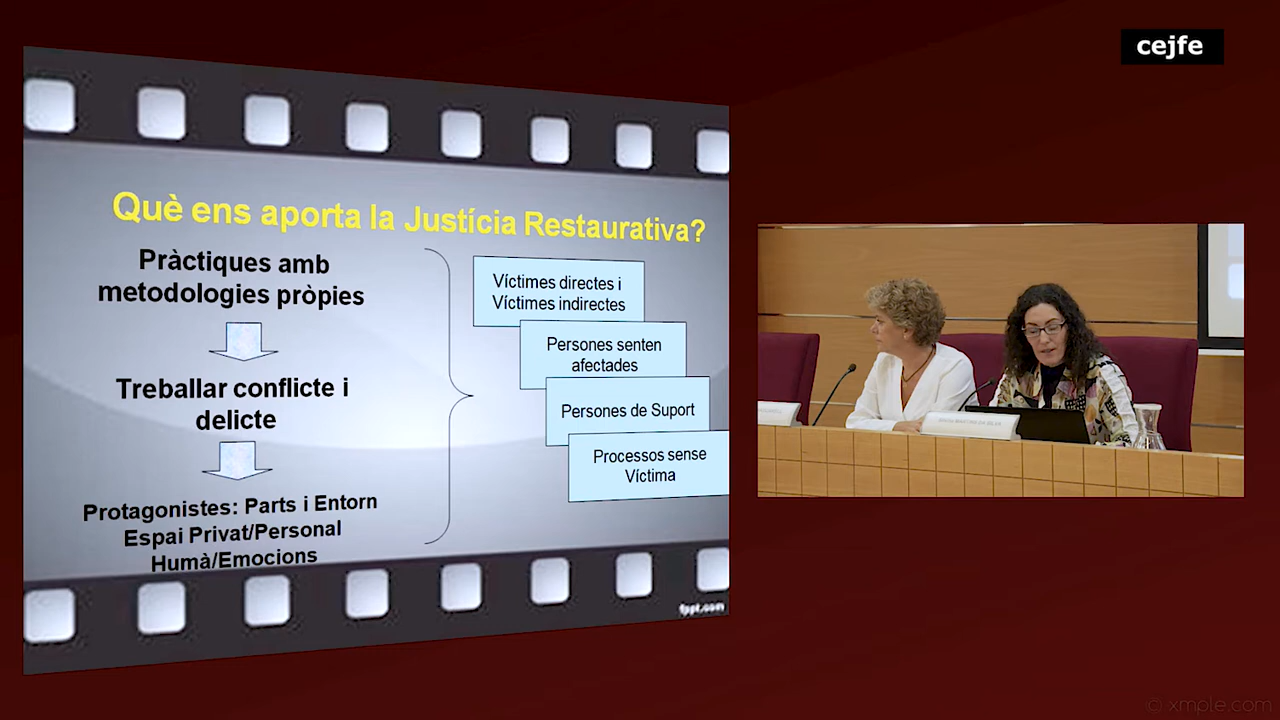 cejfe
Què ens aporta la Justícia Restaurativa?
Pràctiques amb
metodologies pròpies
Treballar conflicte i
delicte
Protagonistes: Parts i Entorn
Espai Privat/Personal
Humà/Emocions
Víctimes directes i
Víctimes indirectes
Persones senten
afectades
Persones de Suport
Processos sense
Víctima
fppt.com
© xmple.com